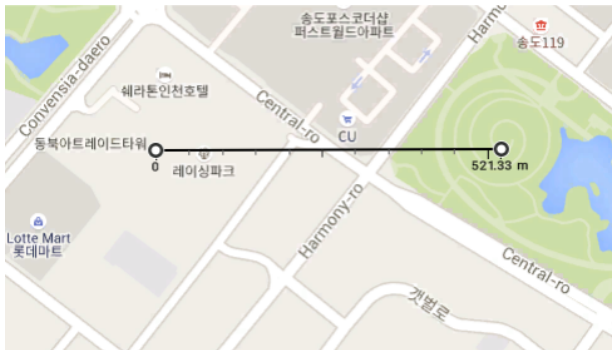 송도포스코더샵
퍼스트월드아파트
Harmo
송도119
Convensia-daero
쉐라톤인천호텔
Central-ro
CU
동북아트레이드타워
0
레이싱파크
521.33 m
Harmony-ro
Lotte Mart
롯데마트
Central-ro
갯벌로